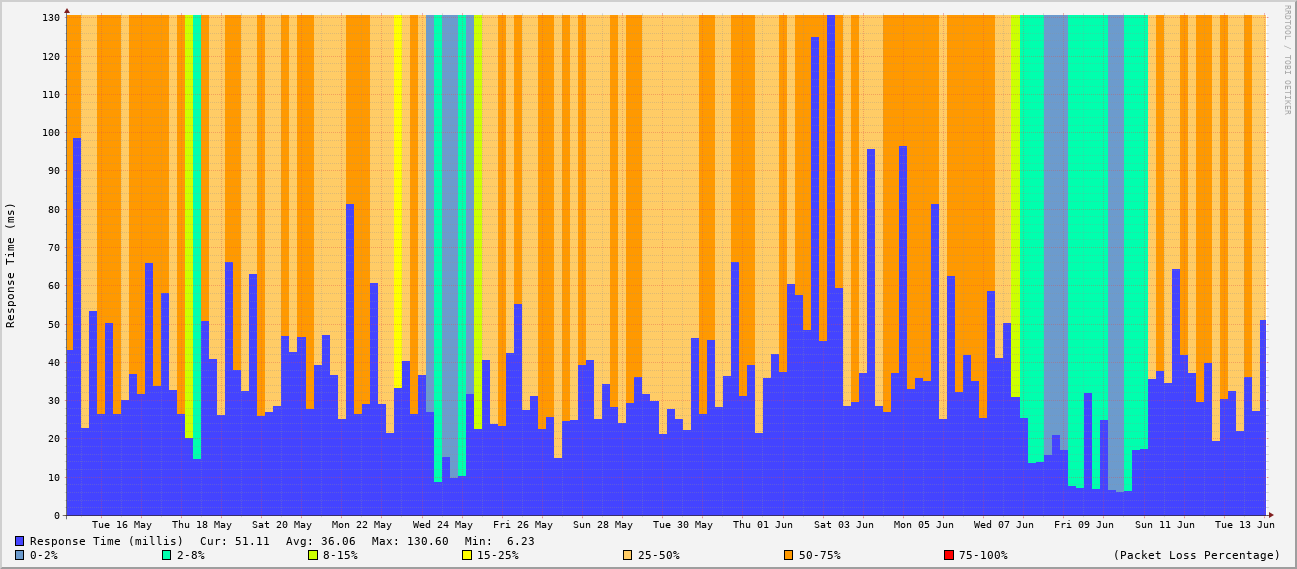 RRDTOOL / TOBI OETIKER
Response Time (ms)
130
120
110
100
90
80
70
60
50
40
30
20
10
0
Tue 16 May Thu 18 May Sat 20 May Mon 22 May Wed 24 May Fri 26 May Sun 28 May Tue 30 May Thu 01 Jun Sat 03 Jun Mon 05 Jun Wed 07 Jun Fri 09 Jun Sun 11 Jun Tue 13 Jun
Response Time (millis) Cur: 51.11 Avg: 36.06 Max: 130.60 Min: 6.23
0-2% 2-8% 8-15% 15-25% 25-50% 50-75% 75-100% (Packet Loss Percentage)